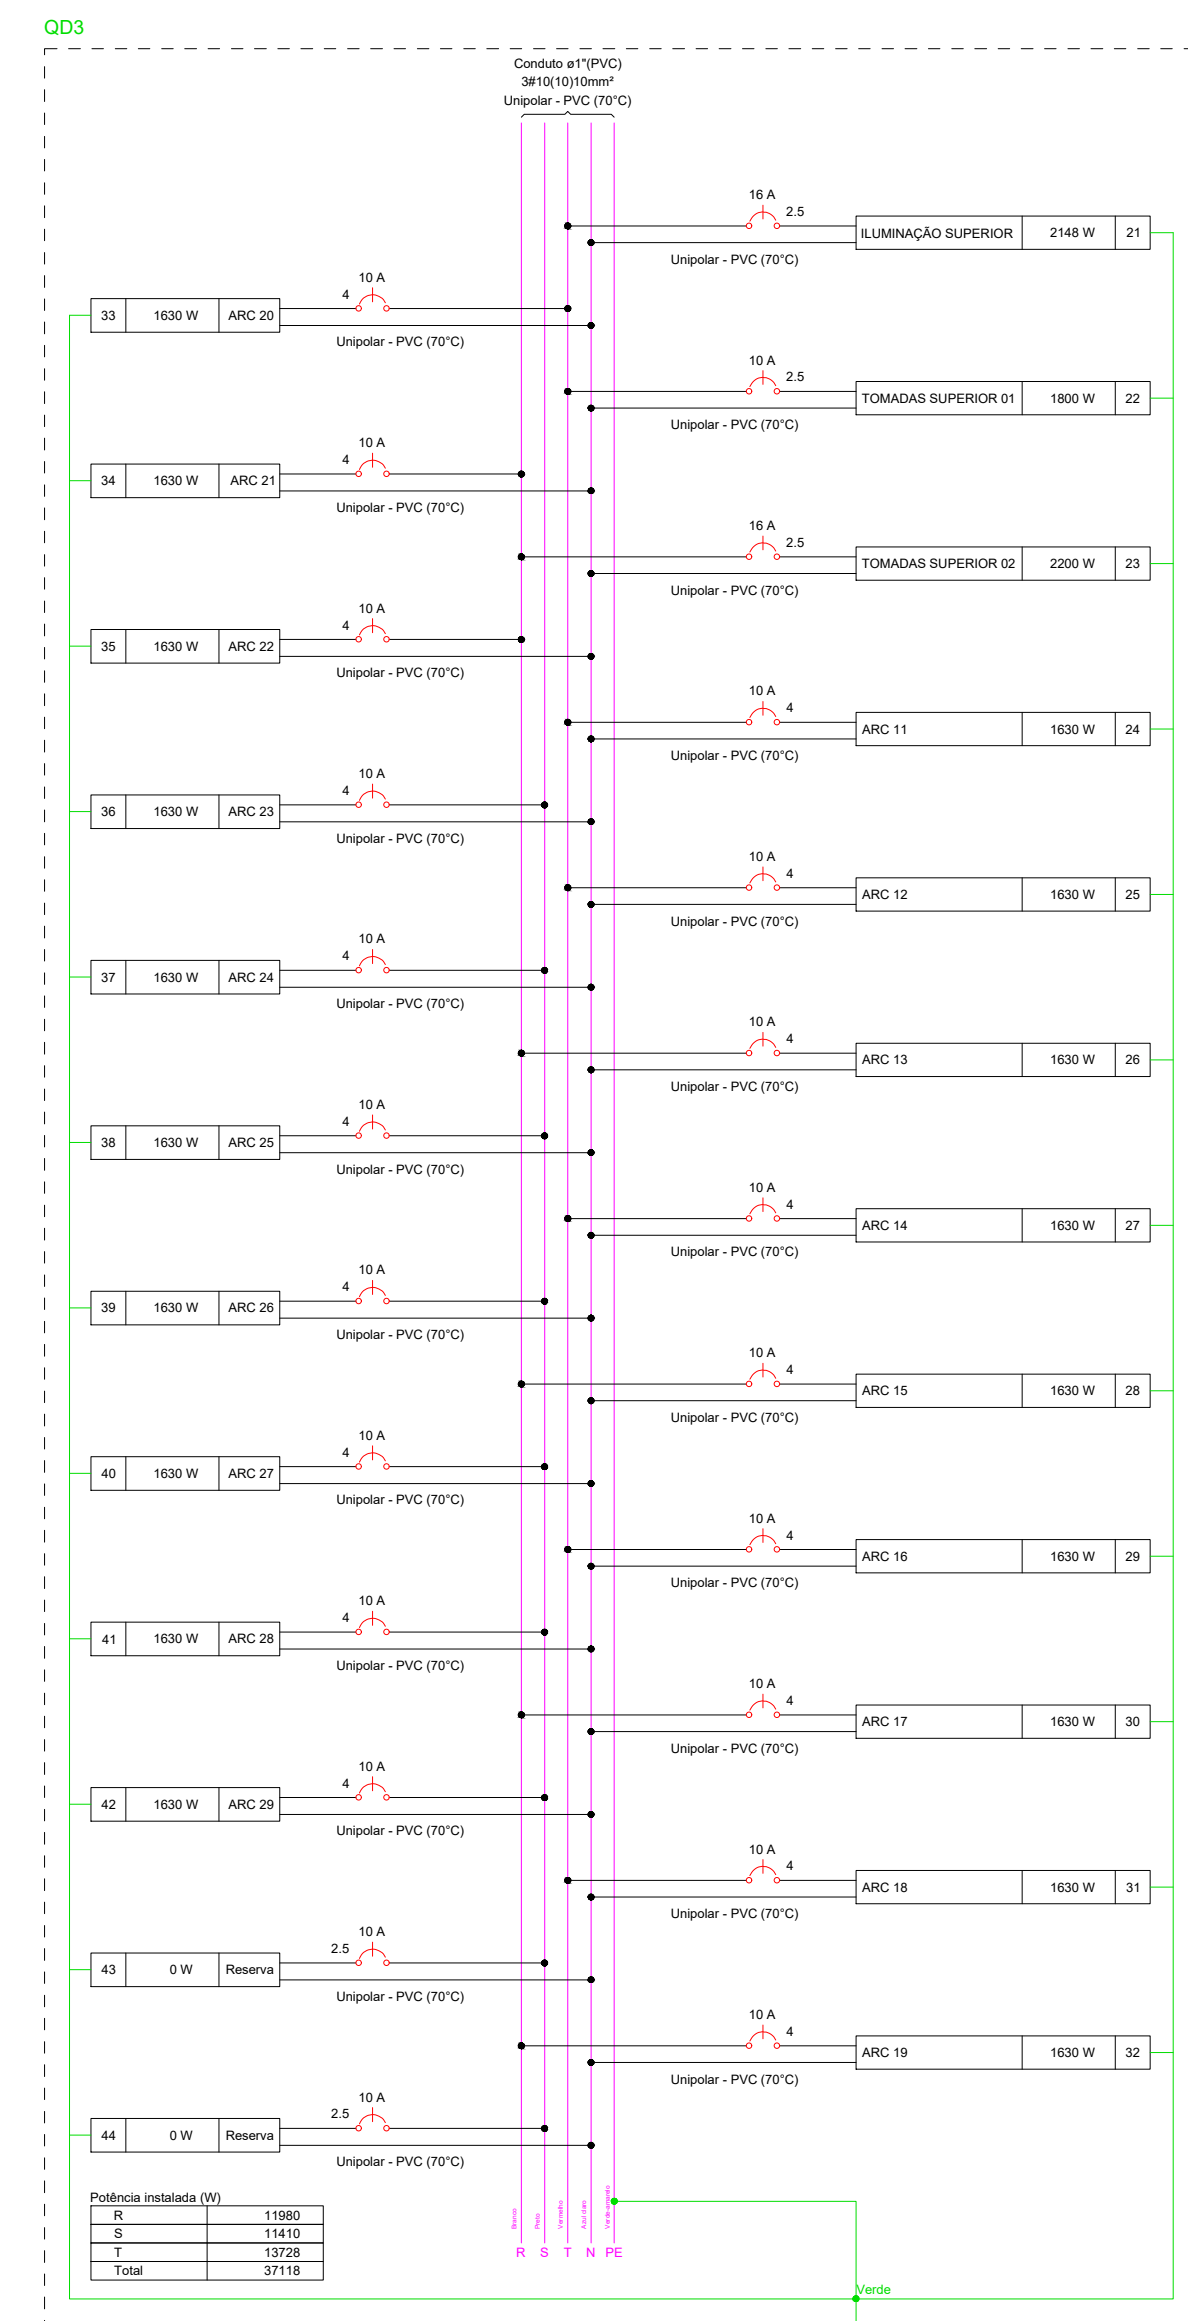 QD3
Conduto ø1"(PVC)
3#10(10)10mm²
Unipolar - PVC (70°C)
16 A
2.5
ILUMINAÇÃO SUPERIOR 2148 W 21
Unipolar - PVC (70°C)
10 A
4
33 1630 W ARC 20
Unipolar - PVC (70°C)
10 A
2.5
TOMADAS SUPERIOR 01 1800 W 22
Unipolar - PVC (70°C)
10 A
4
34 1630 W ARC 21
Unipolar - PVC (70°C)
16 A
2.5
TOMADAS SUPERIOR 02 2200 W 23
Unipolar - PVC (70°C)
10 A
4
35 1630 W ARC 22
Unipolar - PVC (70°C)
10 A
4
ARC 11 1630 W 24
Unipolar - PVC (70°C)
10 A
4
36 1630 W ARC 23
Unipolar - PVC (70°C)
10 A
4
ARC 12 1630 W 25
Unipolar - PVC (70°C)
10 A
4
37 1630 W ARC 24
Unipolar - PVC (70°C)
10 A
4
ARC 13 1630 W 26
Unipolar - PVC (70°C)
10 A
4
38 1630 W ARC 25
Unipolar - PVC (70°C)
10 A
4
ARC 14 1630 W 27
Unipolar - PVC (70°C)
10 A
4
39 1630 W ARC 26
Unipolar - PVC (70°C)
10 A
4
ARC 15 1630 W 28
Unipolar - PVC (70°C)
10 A
4
40 1630 W ARC 27
Unipolar - PVC (70°C)
10 A
4
ARC 16 1630 W 29
Unipolar - PVC (70°C)
10 A
4
41 1630 W ARC 28
Unipolar - PVC (70°C)
10 A
4
ARC 17 1630 W 30
Unipolar - PVC (70°C)
10 A
4
42 1630 W ARC 29
Unipolar - PVC (70°C)
10 A
4
ARC 18 1630 W 31
Unipolar - PVC (70°C)
10 A
2.5
43 0 W Reserva
Unipolar - PVC (70°C)
10 A
4
ARC 19 1630 W 32
Unipolar - PVC (70°C)
10 A
2.5
44 0 W Reserva
Unipolar - PVC (70°C)
Potência instalada (W)
R 11980
S 11410
T 13728
Total 37118
Branco
Preto
Vermelho
Azul claro
Verde-amarelo
R S T N PE
Verde